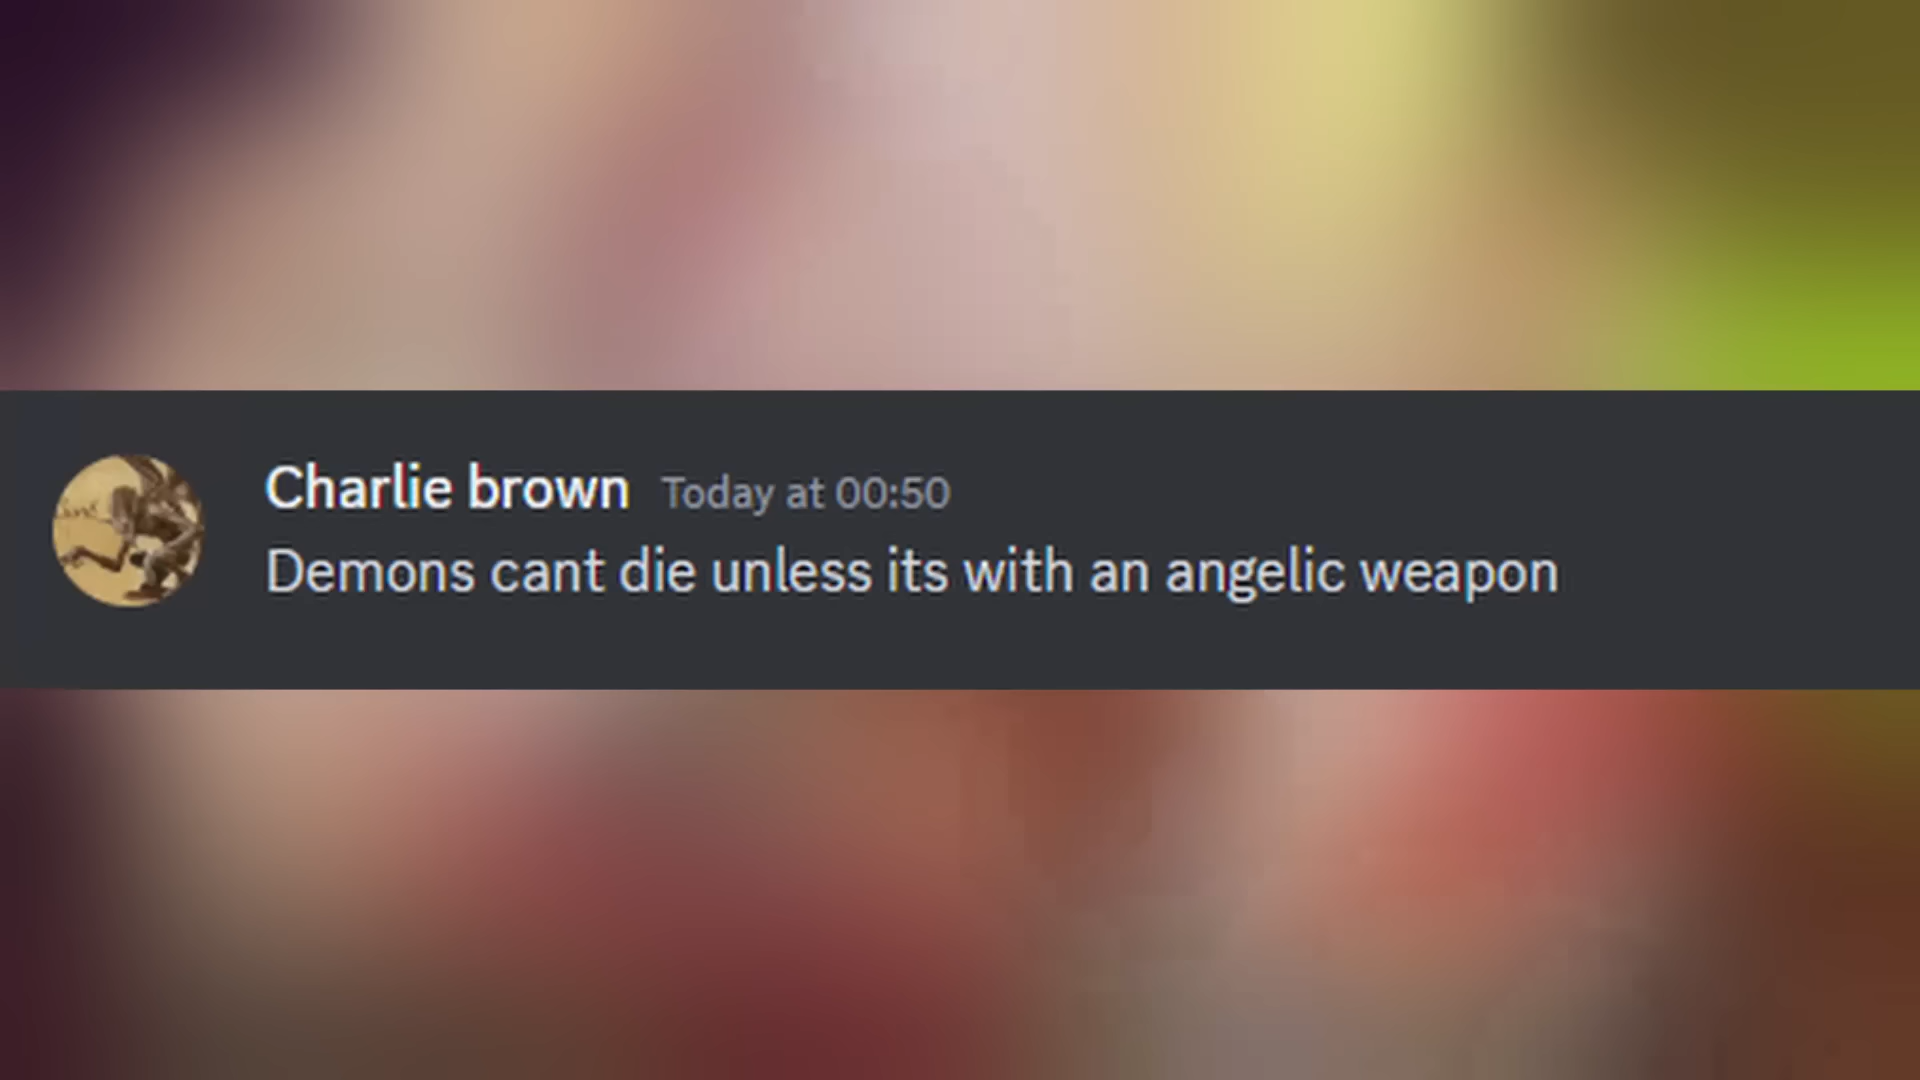 Charlie brown Today at 00:50
Demons cant die unless its with an angelic weapon